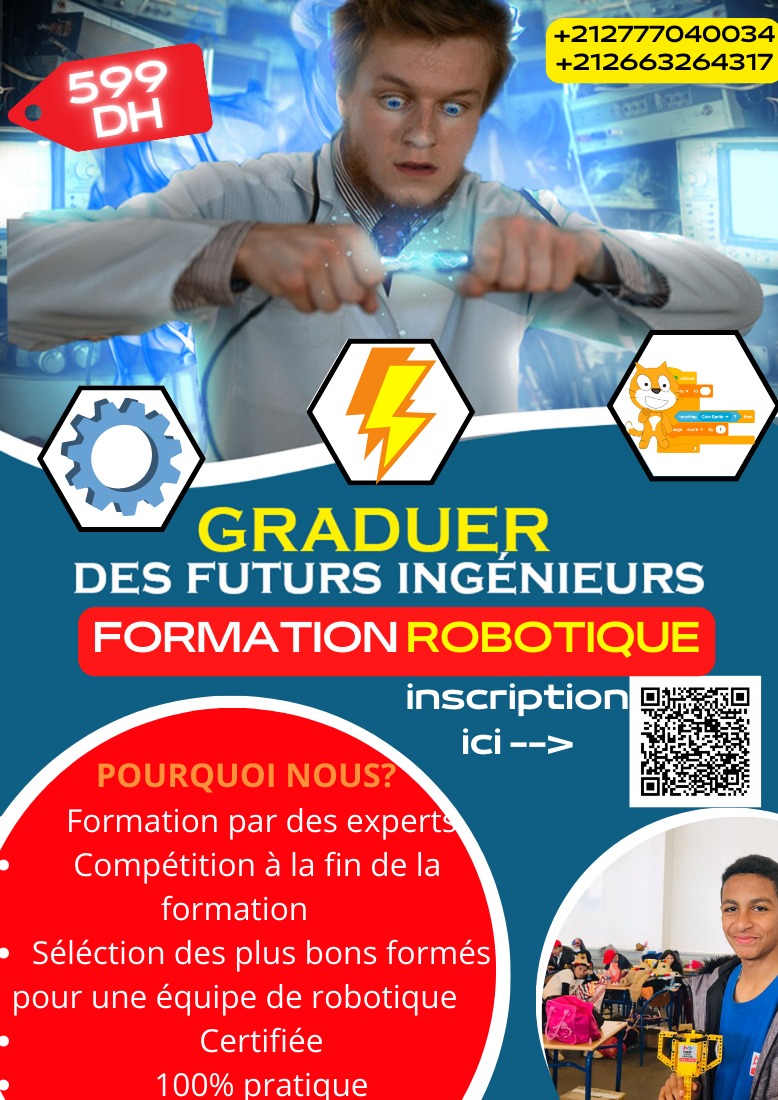 599
DH
+212777040034
+212663264317
GRADUER
DES FUTURS INGÉNIEURS
FORMATION ROBOTIQUE
inscription
ici -->
POURQUOI NOUS?
Formation par des experts
• Compétition à la fin de la
formation
• Séléction des plus bons formés
pour une équipe de robotique
• Certifiée
• 100% pratique